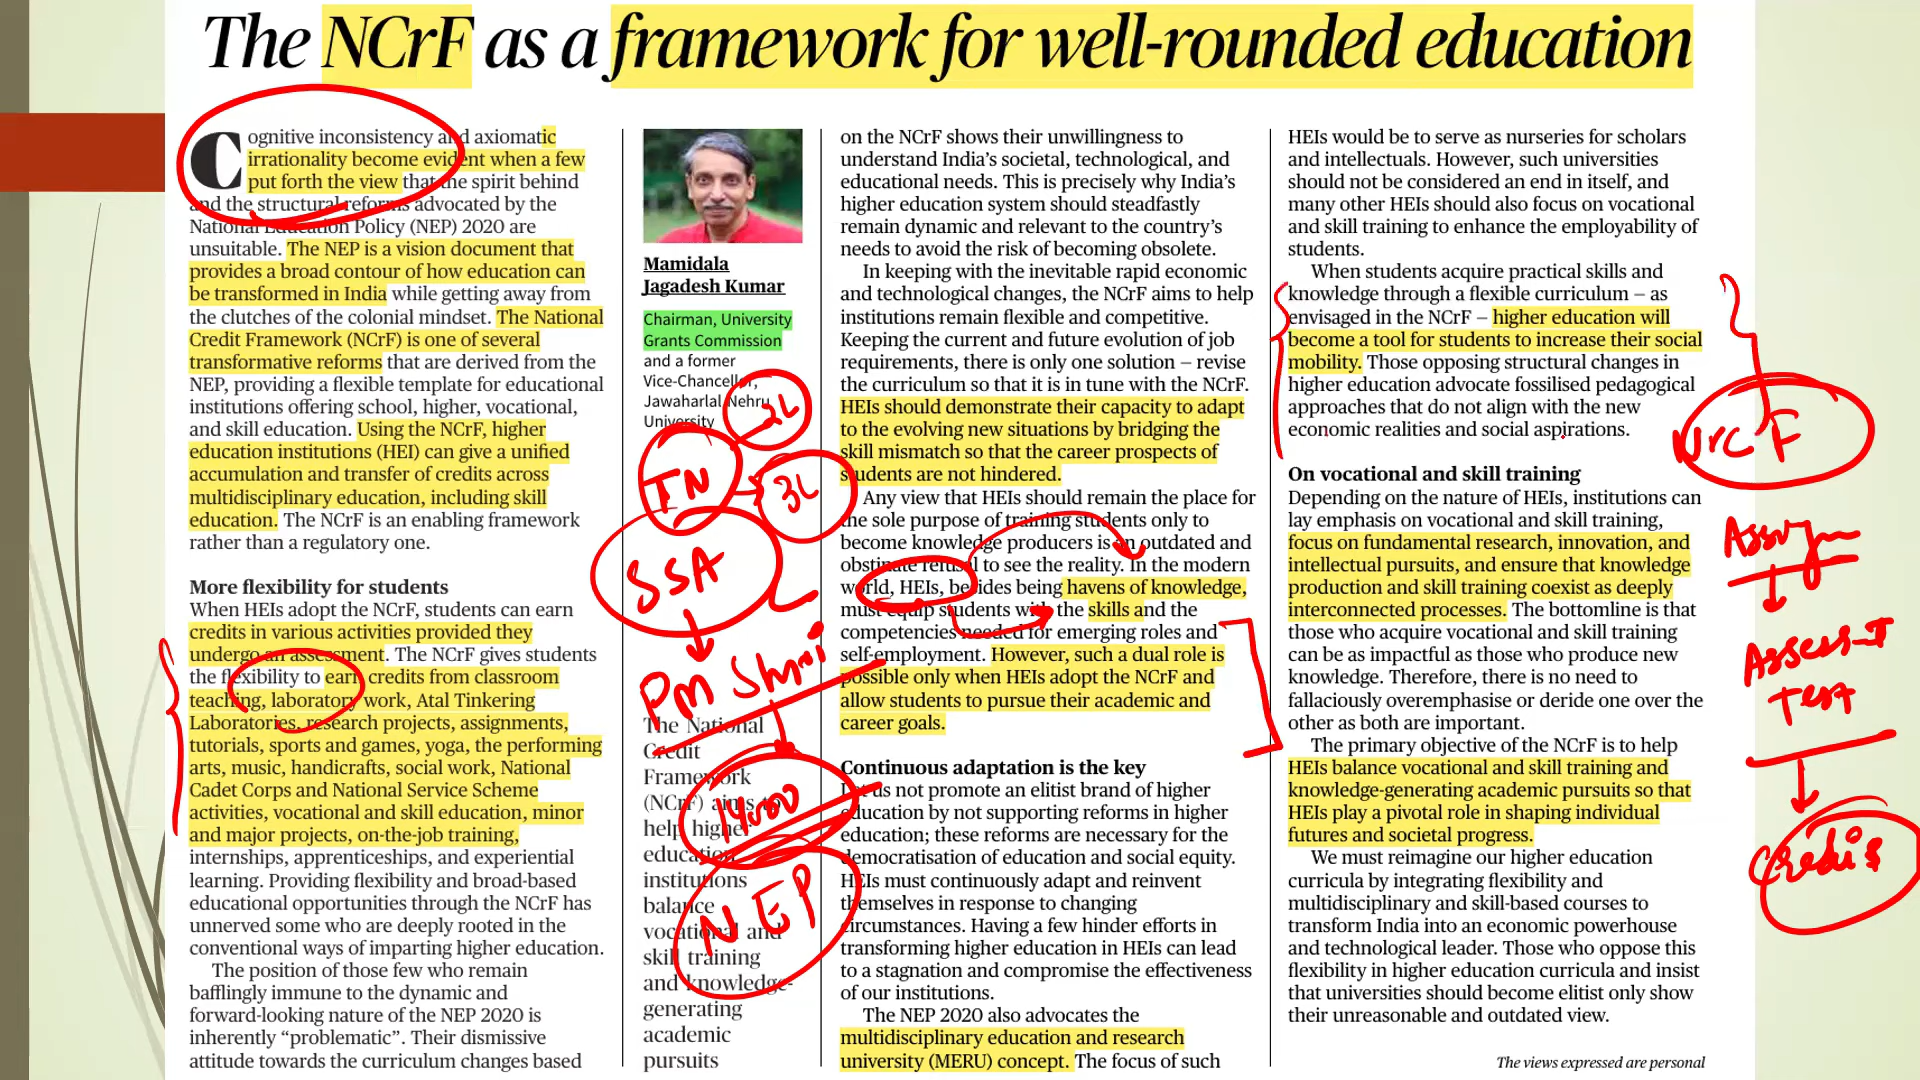 The NCrF as a framework for well-rounded education
Cognitive inconsistency and axiomatic
irrationality become evident when a few
put forth the view that the spirit behind
and the structural reforms advocated by the
National Education Policy (NEP) 2020 are
unsuitable. The NEP is a vision document that
provides a broad contour of how education can
be transformed in India while getting away from
the clutches of the colonial mindset. The National
Credit Framework (NCrF) is one of several
transformative reforms that are derived from the
NEP, providing a flexible template for educational
institutions offering school, higher, vocational,
and skill education. Using the NCrF, higher
education institutions (HEI) can give a unified
accumulation and transfer of credits across
multidisciplinary education, including skill
education. The NCrF is an enabling framework
rather than a regulatory one.
More flexibility for students
When HEIs adopt the NCrF, students can earn
credits in various activities provided they
undergo an assessment. The NCrF gives students
the flexibility to earn credits from classroom
teaching, laboratory work, Atal Tinkering
Laboratories, research projects, assignments,
tutorials, sports and games, yoga, the performing
arts, music, handicrafts, social work, National
Cadet Corps and National Service Scheme
activities, vocational and skill education, minor
and major projects, on-the-job training,
internships, apprenticeships, and experiential
learning. Providing flexibility and broad-based
educational opportunities through the NCrF has
unnerved some who are deeply rooted in the
conventional ways of imparting higher education.
The position of those few who remain
bafflingly immune to the dynamic and
forward-looking nature of the NEP 2020 is
inherently “problematic”. Their dismissive
attitude towards the curriculum changes based
Mamidala
Jagadesh Kumar
Chairman, University
Grants Commission
and a former
Vice-Chancellor,
Jawaharlal Nehru
University
2L
TN
3L
SSA
PM Shri
The National
Credit
Framework
(NCrF) aims to
help higher
education
institutions
balance
vocational and
skill training
and knowledge-
generating
academic
pursuits
14000
NEP
on the NCrF shows their unwillingness to
understand India’s societal, technological, and
educational needs. This is precisely why India’s
higher education system should steadfastly
remain dynamic and relevant to the country’s
needs to avoid the risk of becoming obsolete.
In keeping with the inevitable rapid economic
and technological changes, the NCrF aims to help
institutions remain flexible and competitive.
Keeping the current and future evolution of job
requirements, there is only one solution — revise
the curriculum so that it is in tune with the NCrF.
HEIs should demonstrate their capacity to adapt
to the evolving new situations by bridging the
skill mismatch so that the career prospects of
students are not hindered.
Any view that HEIs should remain the place for
the sole purpose of training students only to
become knowledge producers is an outdated and
obstinate refusal to see the reality. In the modern
world, HEIs, besides being havens of knowledge,
must equip students with the skills and the
competencies needed for emerging roles and
self-employment. However, such a dual role is
possible only when HEIs adopt the NCrF and
allow students to pursue their academic and
career goals.
Continuous adaptation is the key
Let us not promote an elitist brand of higher
education by not supporting reforms in higher
education; these reforms are necessary for the
democratisation of education and social equity.
HEIs must continuously adapt and reinvent
themselves in response to changing
circumstances. Having a few hinder efforts in
transforming higher education in HEIs can lead
to a stagnation and compromise the effectiveness
of our institutions.
The NEP 2020 also advocates the
multidisciplinary education and research
university (MERU) concept. The focus of such
HEIs would be to serve as nurseries for scholars
and intellectuals. However, such universities
should not be considered an end in itself, and
many other HEIs should also focus on vocational
and skill training to enhance the employability of
students.
When students acquire practical skills and
knowledge through a flexible curriculum — as
envisaged in the NCrF — higher education will
become a tool for students to increase their social
mobility. Those opposing structural changes in
higher education advocate fossilised pedagogical
approaches that do not align with the new
economic realities and social aspirations.
On vocational and skill training
Depending on the nature of HEIs, institutions can
lay emphasis on vocational and skill training,
focus on fundamental research, innovation, and
intellectual pursuits, and ensure that knowledge
production and skill training coexist as deeply
interconnected processes. The bottomline is that
those who acquire vocational and skill training
can be as impactful as those who produce new
knowledge. Therefore, there is no need to
fallaciously overemphasise or deride one over the
other as both are important.
The primary objective of the NCrF is to help
HEIs balance vocational and skill training and
knowledge-generating academic pursuits so that
HEIs play a pivotal role in shaping individual
futures and societal progress.
We must reimagine our higher education
curricula by integrating flexibility and
multidisciplinary and skill-based courses to
transform India into an economic powerhouse
and technological leader. Those who oppose this
flexibility in higher education curricula and insist
that universities should become elitist only show
their unreasonable and outdated view.
The views expressed are personal
NrCF
Test